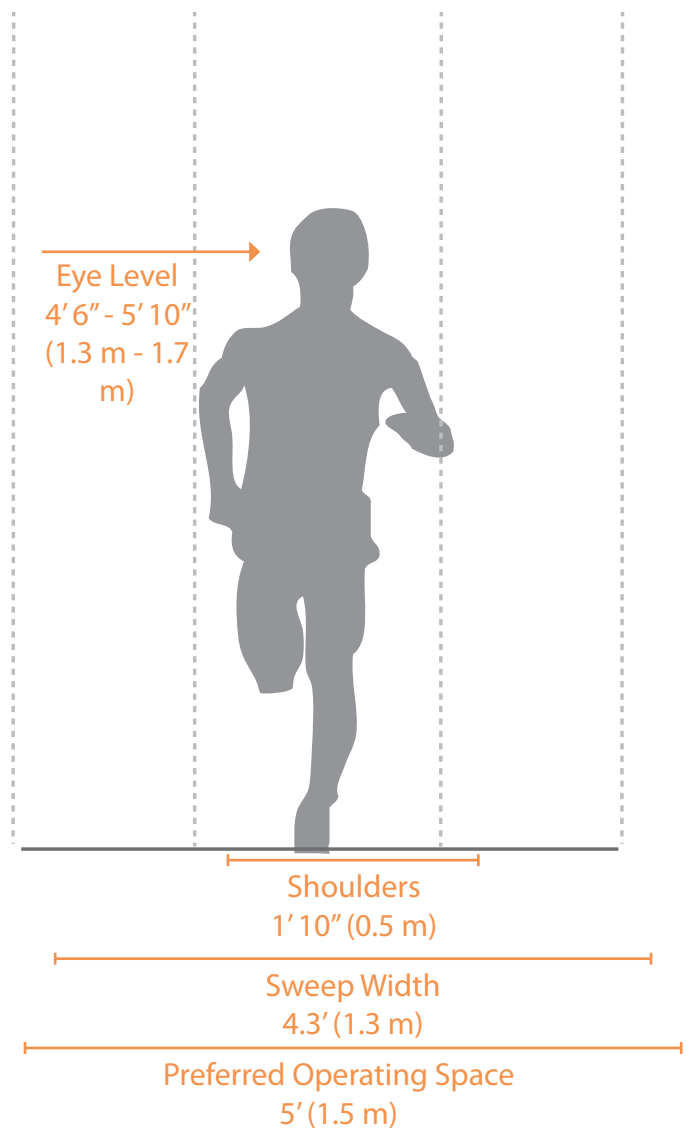 Eye Level
4’ 6” - 5’ 10”
(1.3 m - 1.7
m)
Shoulders
1’ 10” (0.5 m)
Sweep Width
4.3’ (1.3 m)
Preferred Operating Space
5’ (1.5 m)